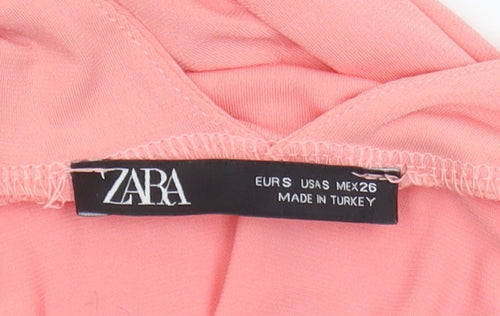 ZARA
EUR S USA S MEX 26
MADE IN TURKEY